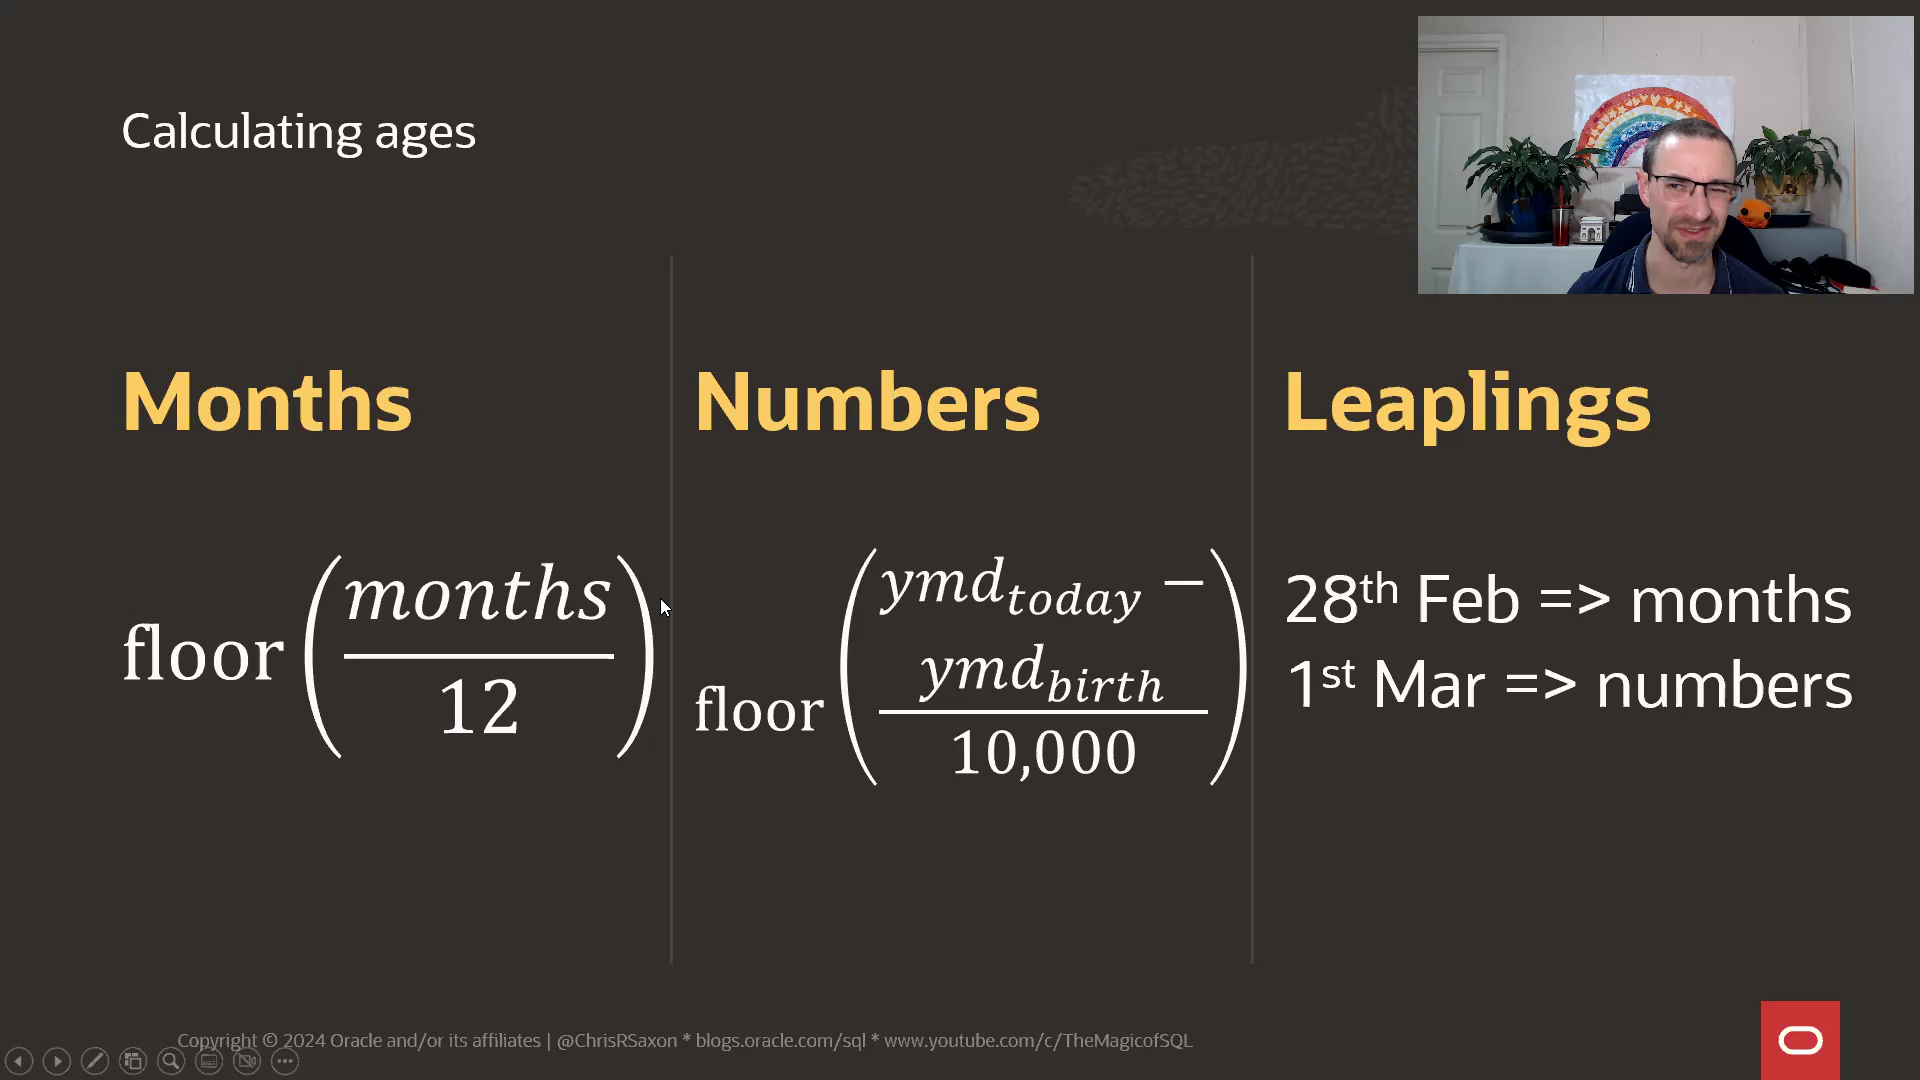 Calculating ages
Months
floor(months/12)
Numbers
floor((ymd_today − ymd_birth)/10,000)
Leaplings
28th Feb => months
1st Mar => numbers
Copyright © 2024 Oracle and/or its affiliates | @ChrisRSaxon * blogs.oracle.com/sql * www.youtube.com/c/TheMagicofSQL